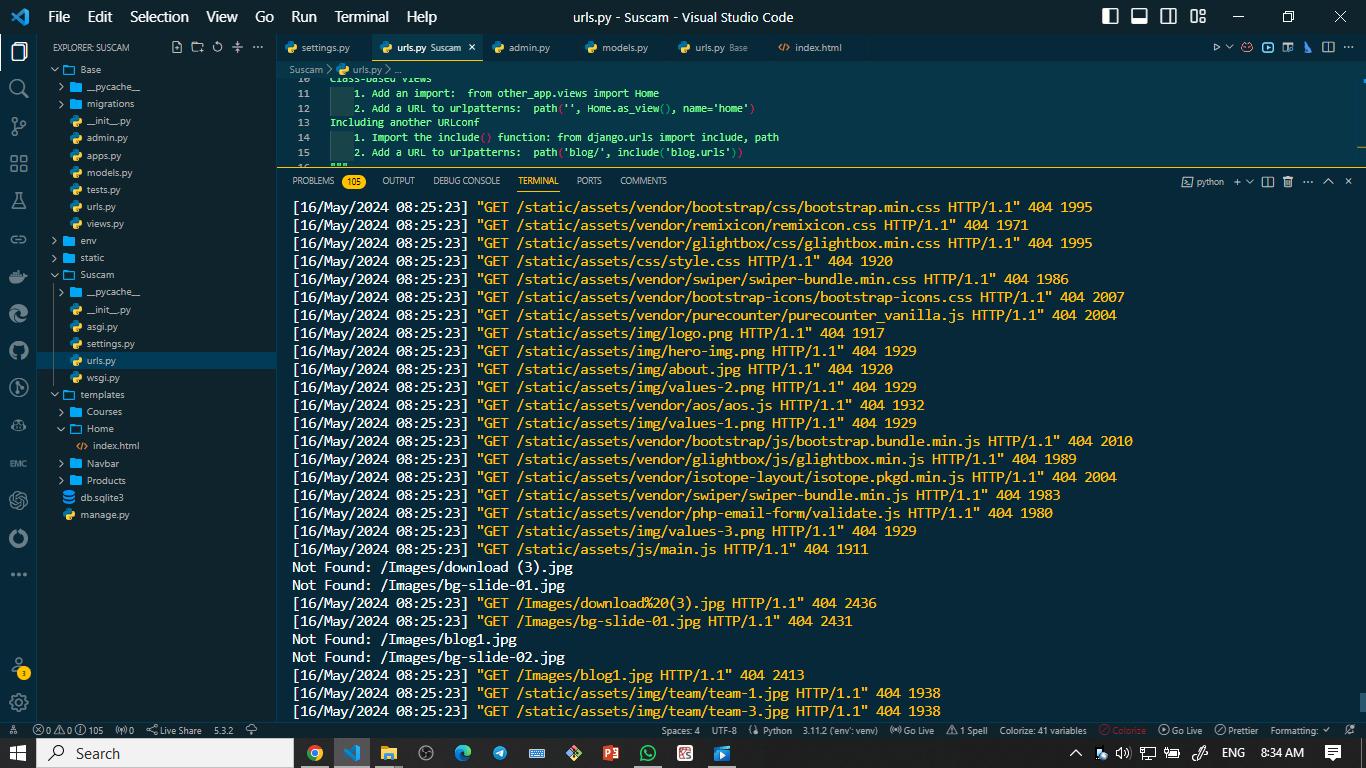 File Edit Selection View Go Run Terminal Help urls.py - Suscam - Visual Studio Code
EXPLORER: SUSCAM
Base
__pycache__
migrations
__init__.py
admin.py
apps.py
models.py
tests.py
urls.py
views.py
env
static
Suscam
__pycache__
__init__.py
asgi.py
settings.py
urls.py
wsgi.py
templates
Courses
Home
index.html
Navbar
Products
db.sqlite3
manage.py
EMC
3
settings.py urls.py Suscam admin.py models.py urls.py Base index.html
Suscam > urls.py > ...
10 Class-based views
11 1. Add an import: from other_app.views import Home
12 2. Add a URL to urlpatterns: path('', Home.as_view(), name='home')
13 Including another URLconf
14 1. Import the include() function: from django.urls import include, path
15 2. Add a URL to urlpatterns: path('blog/', include('blog.urls'))
16 """
PROBLEMS 105 OUTPUT DEBUG CONSOLE TERMINAL PORTS COMMENTS python
[16/May/2024 08:25:23] "GET /static/assets/vendor/bootstrap/css/bootstrap.min.css HTTP/1.1" 404 1995
[16/May/2024 08:25:23] "GET /static/assets/vendor/remixicon/remixicon.css HTTP/1.1" 404 1971
[16/May/2024 08:25:23] "GET /static/assets/vendor/glightbox/css/glightbox.min.css HTTP/1.1" 404 1995
[16/May/2024 08:25:23] "GET /static/assets/css/style.css HTTP/1.1" 404 1920
[16/May/2024 08:25:23] "GET /static/assets/vendor/swiper/swiper-bundle.min.css HTTP/1.1" 404 1986
[16/May/2024 08:25:23] "GET /static/assets/vendor/bootstrap-icons/bootstrap-icons.css HTTP/1.1" 404 2007
[16/May/2024 08:25:23] "GET /static/assets/vendor/purecounter/purecounter_vanilla.js HTTP/1.1" 404 2004
[16/May/2024 08:25:23] "GET /static/assets/img/logo.png HTTP/1.1" 404 1917
[16/May/2024 08:25:23] "GET /static/assets/img/hero-img.png HTTP/1.1" 404 1929
[16/May/2024 08:25:23] "GET /static/assets/img/about.jpg HTTP/1.1" 404 1920
[16/May/2024 08:25:23] "GET /static/assets/img/values-2.png HTTP/1.1" 404 1929
[16/May/2024 08:25:23] "GET /static/assets/vendor/aos/aos.js HTTP/1.1" 404 1932
[16/May/2024 08:25:23] "GET /static/assets/img/values-1.png HTTP/1.1" 404 1929
[16/May/2024 08:25:23] "GET /static/assets/vendor/bootstrap/js/bootstrap.bundle.min.js HTTP/1.1" 404 2010
[16/May/2024 08:25:23] "GET /static/assets/vendor/glightbox/js/glightbox.min.js HTTP/1.1" 404 1989
[16/May/2024 08:25:23] "GET /static/assets/vendor/isotope-layout/isotope.pkgd.min.js HTTP/1.1" 404 2004
[16/May/2024 08:25:23] "GET /static/assets/vendor/swiper/swiper-bundle.min.js HTTP/1.1" 404 1983
[16/May/2024 08:25:23] "GET /static/assets/vendor/php-email-form/validate.js HTTP/1.1" 404 1980
[16/May/2024 08:25:23] "GET /static/assets/img/values-3.png HTTP/1.1" 404 1929
[16/May/2024 08:25:23] "GET /static/assets/js/main.js HTTP/1.1" 404 1911
Not Found: /Images/download (3).jpg
Not Found: /Images/bg-slide-01.jpg
[16/May/2024 08:25:23] "GET /Images/download%20(3).jpg HTTP/1.1" 404 2436
[16/May/2024 08:25:23] "GET /Images/bg-slide-01.jpg HTTP/1.1" 404 2431
Not Found: /Images/blog1.jpg
Not Found: /Images/bg-slide-02.jpg
[16/May/2024 08:25:23] "GET /Images/blog1.jpg HTTP/1.1" 404 2413
[16/May/2024 08:25:23] "GET /static/assets/img/team/team-1.jpg HTTP/1.1" 404 1938
[16/May/2024 08:25:23] "GET /static/assets/img/team/team-3.jpg HTTP/1.1" 404 1938
0 0 105 0 Live Share 5.3.2 Spaces: 4 UTF-8 Python 3.11.2 ('env': venv) Go Live 1 Spell Colorize: 41 variables Colorize Go Live Prettier Formatting:
Search ENG 8:34 AM